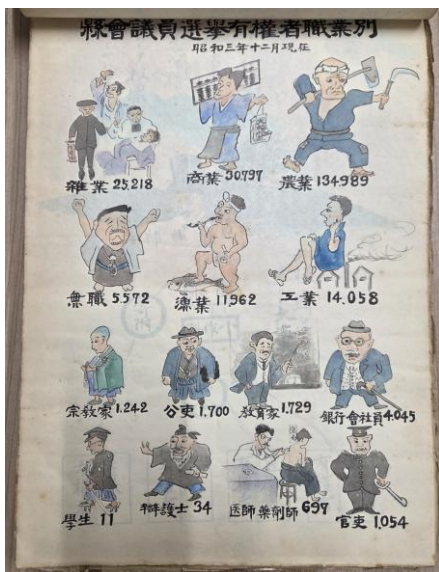 縣會議員選擧有權者職業別
昭和三年十二月現在
雜業 25,218
商業 30,797
農業 134,989
無職 5,572
漁業 11,962
工業 14,058
宗敎家 1,242
公吏 1,700
敎育家 1,729
銀行會社員 4,045
學生 11
辯護士 34
医師藥剤師 697
官吏 1,054